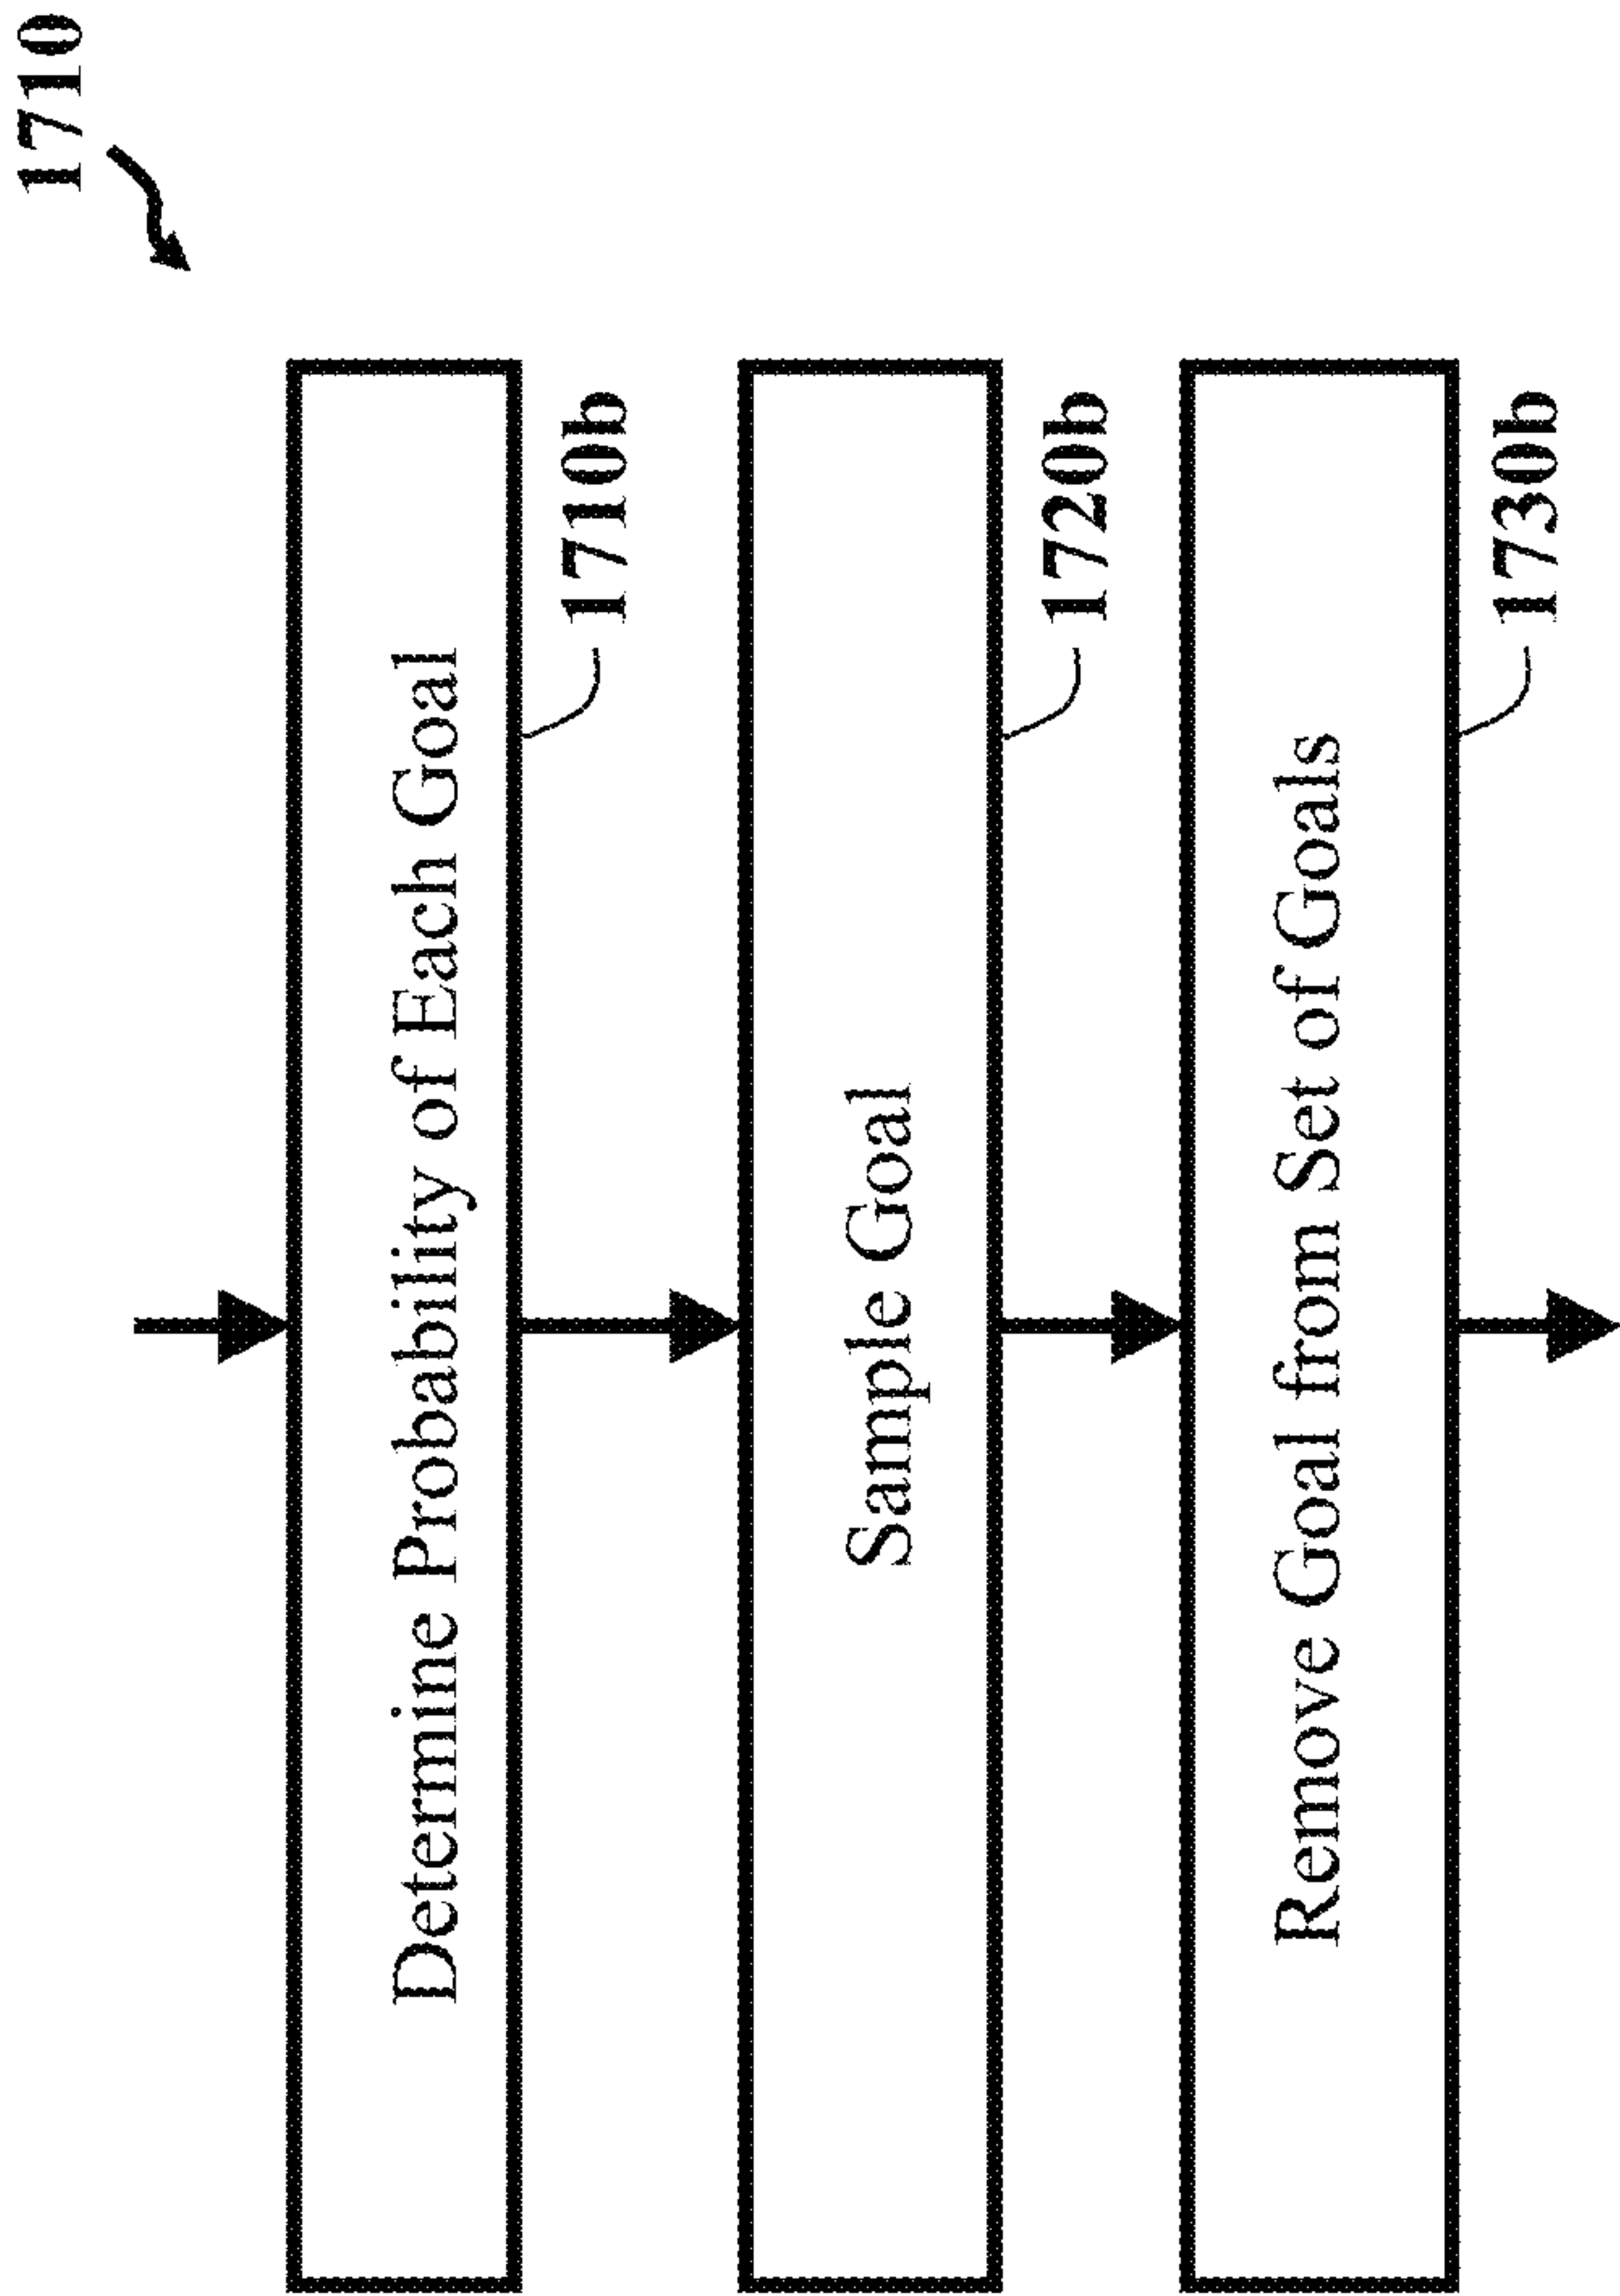 1710
Determine Probability of Each Goal
1710b
Sample Goal
1720b
Remove Goal from Set of Goals
1730b